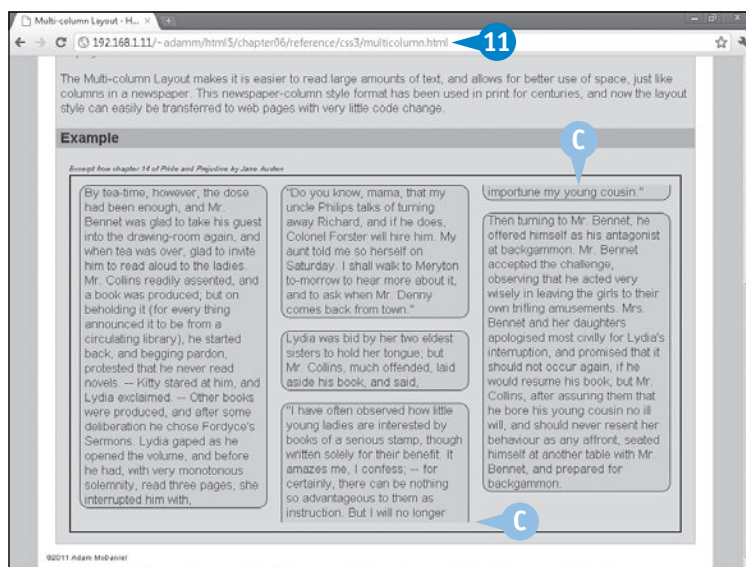 Multi-column Layout - H...
192.168.1.11/~adamm/html5/chapter06/reference/css3/multicolumn.html
11
The Multi-column Layout makes it is easier to read large amounts of text, and allows for better use of space, just like
columns in a newspaper. This newspaper-column style format has been used in print for centuries, and now the layout
style can easily be transferred to web pages with very little code change.
Example
Excerpt from chapter 14 of Pride and Prejudice by Jane Austen
By tea-time, however, the dose
had been enough, and Mr.
Bennet was glad to take his guest
into the drawing-room again, and
when tea was over, glad to invite
him to read aloud to the ladies.
Mr. Collins readily assented, and
a book was produced; but on
beholding it (for every thing
announced it to be from a
circulating library), he started
back, and begging pardon,
protested that he never read
novels. -- Kitty stared at him, and
Lydia exclaimed. -- Other books
were produced, and after some
deliberation he chose Fordyce's
Sermons. Lydia gaped as he
opened the volume, and before
he had, with very monotonous
solemnity, read three pages, she
interrupted him with,
"Do you know, mama, that my
uncle Philips talks of turning
away Richard, and if he does,
Colonel Forster will hire him. My
aunt told me so herself on
Saturday. I shall walk to Meryton
to-morrow to hear more about it,
and to ask when Mr. Denny
comes back from town."
Lydia was bid by her two eldest
sisters to hold her tongue; but
Mr. Collins, much offended, laid
aside his book, and said,
"I have often observed how little
young ladies are interested by
books of a serious stamp, though
written solely for their benefit. It
amazes me, I confess; -- for
certainly, there can be nothing
so advantageous to them as
instruction. But I will no longer
C
C
importune my young cousin."
Then turning to Mr. Bennet, he
offered himself as his antagonist
at backgammon. Mr. Bennet
accepted the challenge,
observing that he acted very
wisely in leaving the girls to their
own trifling amusements. Mrs.
Bennet and her daughters
apologised most civilly for Lydia's
interruption, and promised that it
should not occur again, if he
would resume his book; but Mr.
Collins, after assuring them that
he bore his young cousin no ill
will, and should never resent her
behaviour as any affront, seated
himself at another table with Mr.
Bennet, and prepared for
backgammon.
©2011 Adam McDaniel